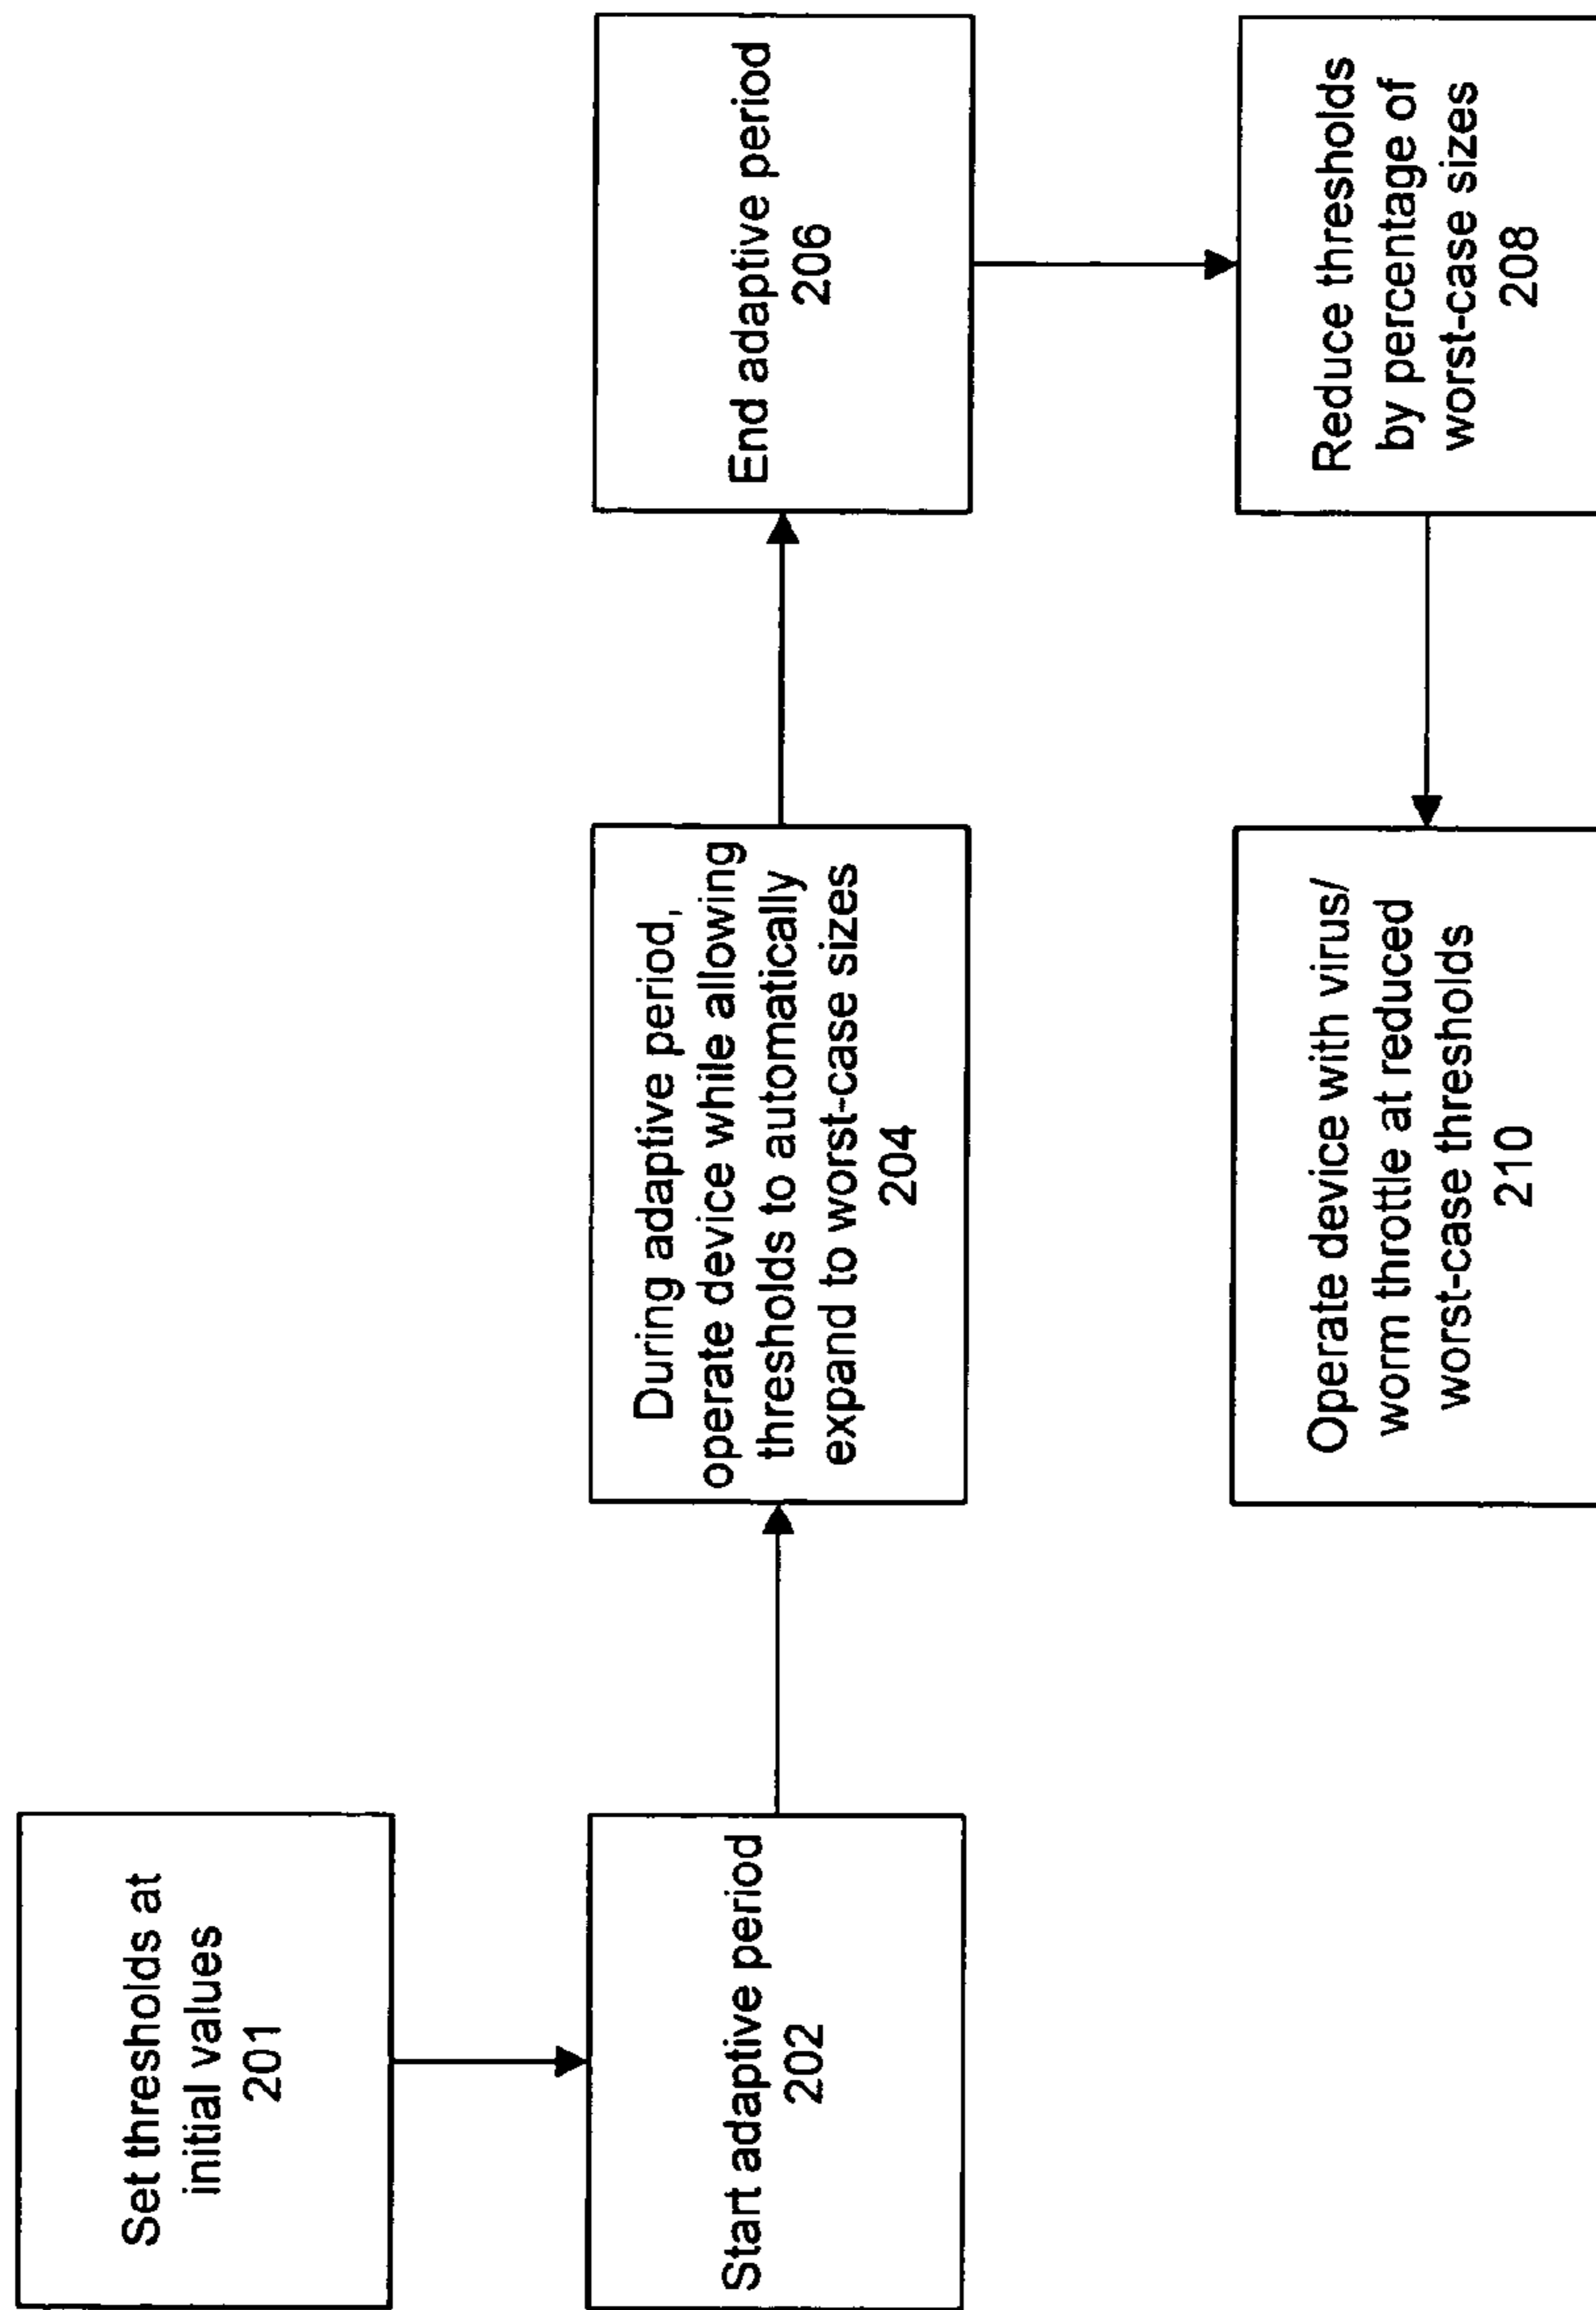 Set thresholds at
initial values
201
Start adaptive period
202
During adaptive period,
operate device while allowing
thresholds to automatically
expand to worst-case sizes
204
End adaptive period
206
Reduce thresholds
by percentage of
worst-case sizes
208
Operate device with virus/
worm throttle at reduced
worst-case thresholds
210